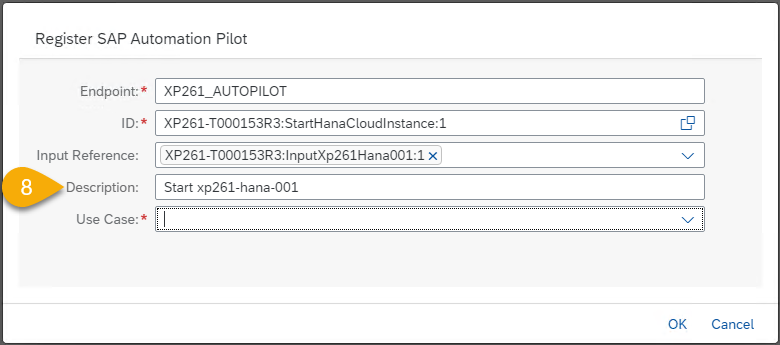 Register SAP Automation Pilot
Endpoint:* XP261_AUTOPILOT
ID:* XP261-T000153R3:StartHanaCloudInstance:1
Input Reference: XP261-T000153R3:InputXp261Hana001:1 ×
8 Description: Start xp261-hana-001
Use Case:*
OK Cancel